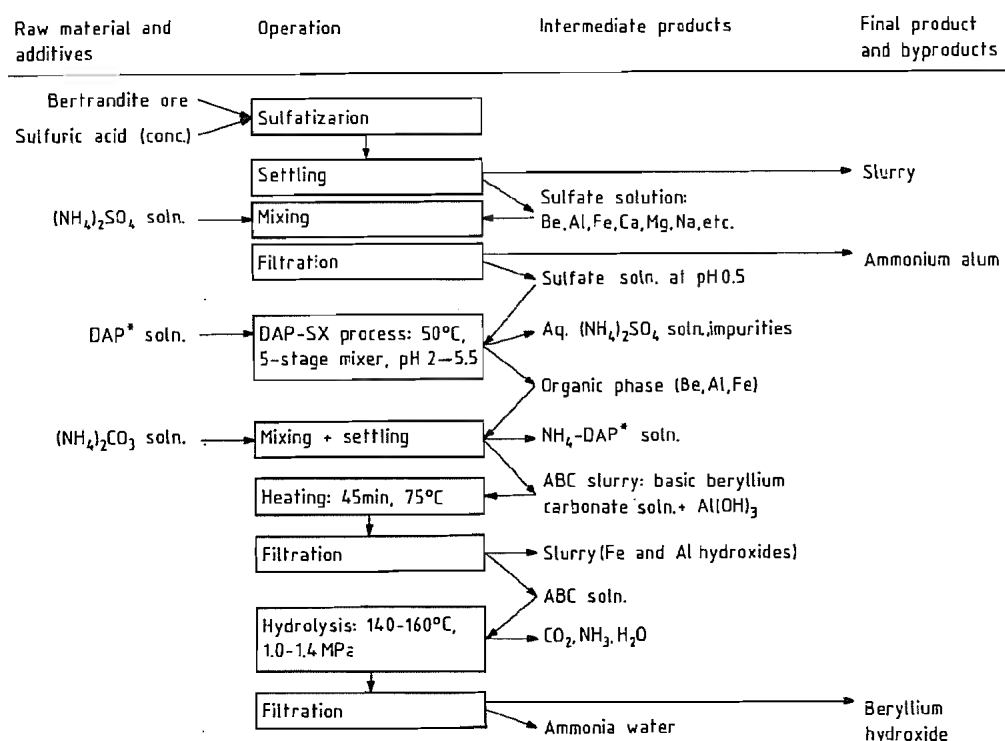 Raw material and
additives
Operation
Intermediate products
Final product
and byproducts
Bertrandite ore
Sulfuric acid (conc.)
Sulfatization
Settling
Slurry
Sulfate solution:
Be, Al, Fe, Ca, Mg, Na, etc.
(NH₄)₂SO₄ soln.
Mixing
Filtration
Ammonium alum
Sulfate soln. at pH 0.5
DAP* soln.
DAP-SX process: 50°C,
5-stage mixer, pH 2—5.5
Aq. (NH₄)₂SO₄ soln, impurities
Organic phase (Be, Al, Fe)
(NH₄)₂CO₃ soln.
Mixing + settling
NH₄-DAP* soln.
ABC slurry: basic beryllium
carbonate soln. + Al(OH)₃
Heating: 45min, 75°C
Filtration
Slurry (Fe and Al hydroxides)
ABC soln.
Hydrolysis: 140-160°C,
1.0-1.4 MPa
CO₂, NH₃, H₂O
Filtration
Beryllium
hydroxide
Ammonia water